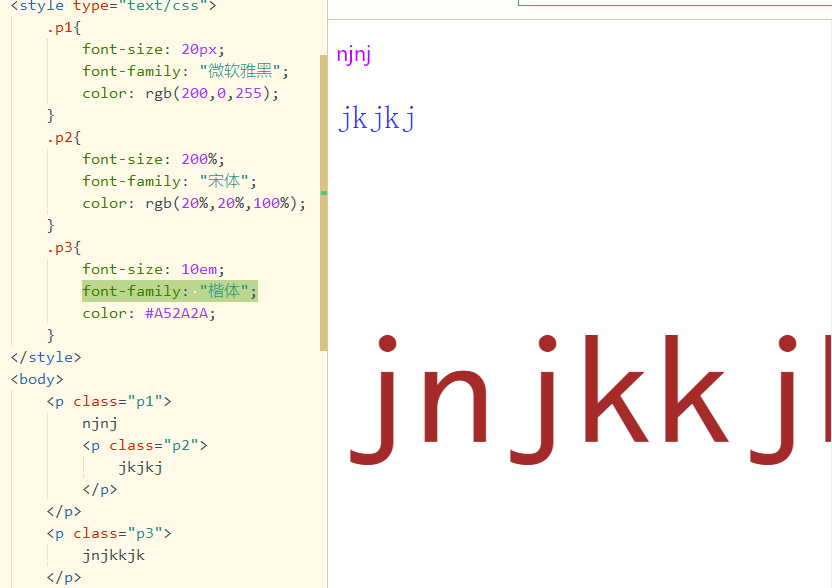 <style type="text/css">
.p1{
font-size: 20px;
font-family: "微软雅黑";
color: rgb(200,0,255);
}
.p2{
font-size: 200%;
font-family: "宋体";
color: rgb(20%,20%,100%);
}
.p3{
font-size: 10em;
font-family: "楷体";
color: #A52A2A;
}
</style>
<body>
<p class="p1">
njnj
<p class="p2">
jkjkj
</p>
</p>
<p class="p3">
jnjkkjk
</p>
njnj
jkjkj
jnjkkjk